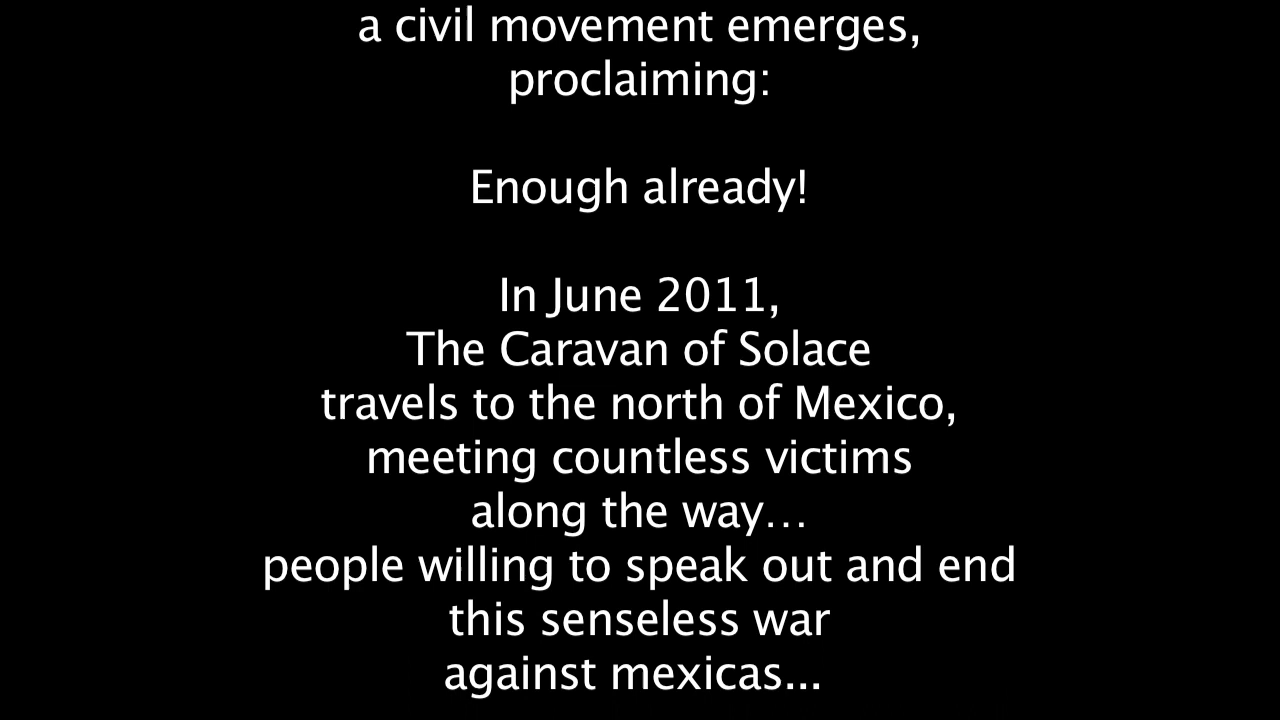 a civil movement emerges,
proclaiming:
Enough already!
In June 2011,
The Caravan of Solace
travels to the north of Mexico,
meeting countless victims
along the way…
people willing to speak out and end
this senseless war
against mexicas...